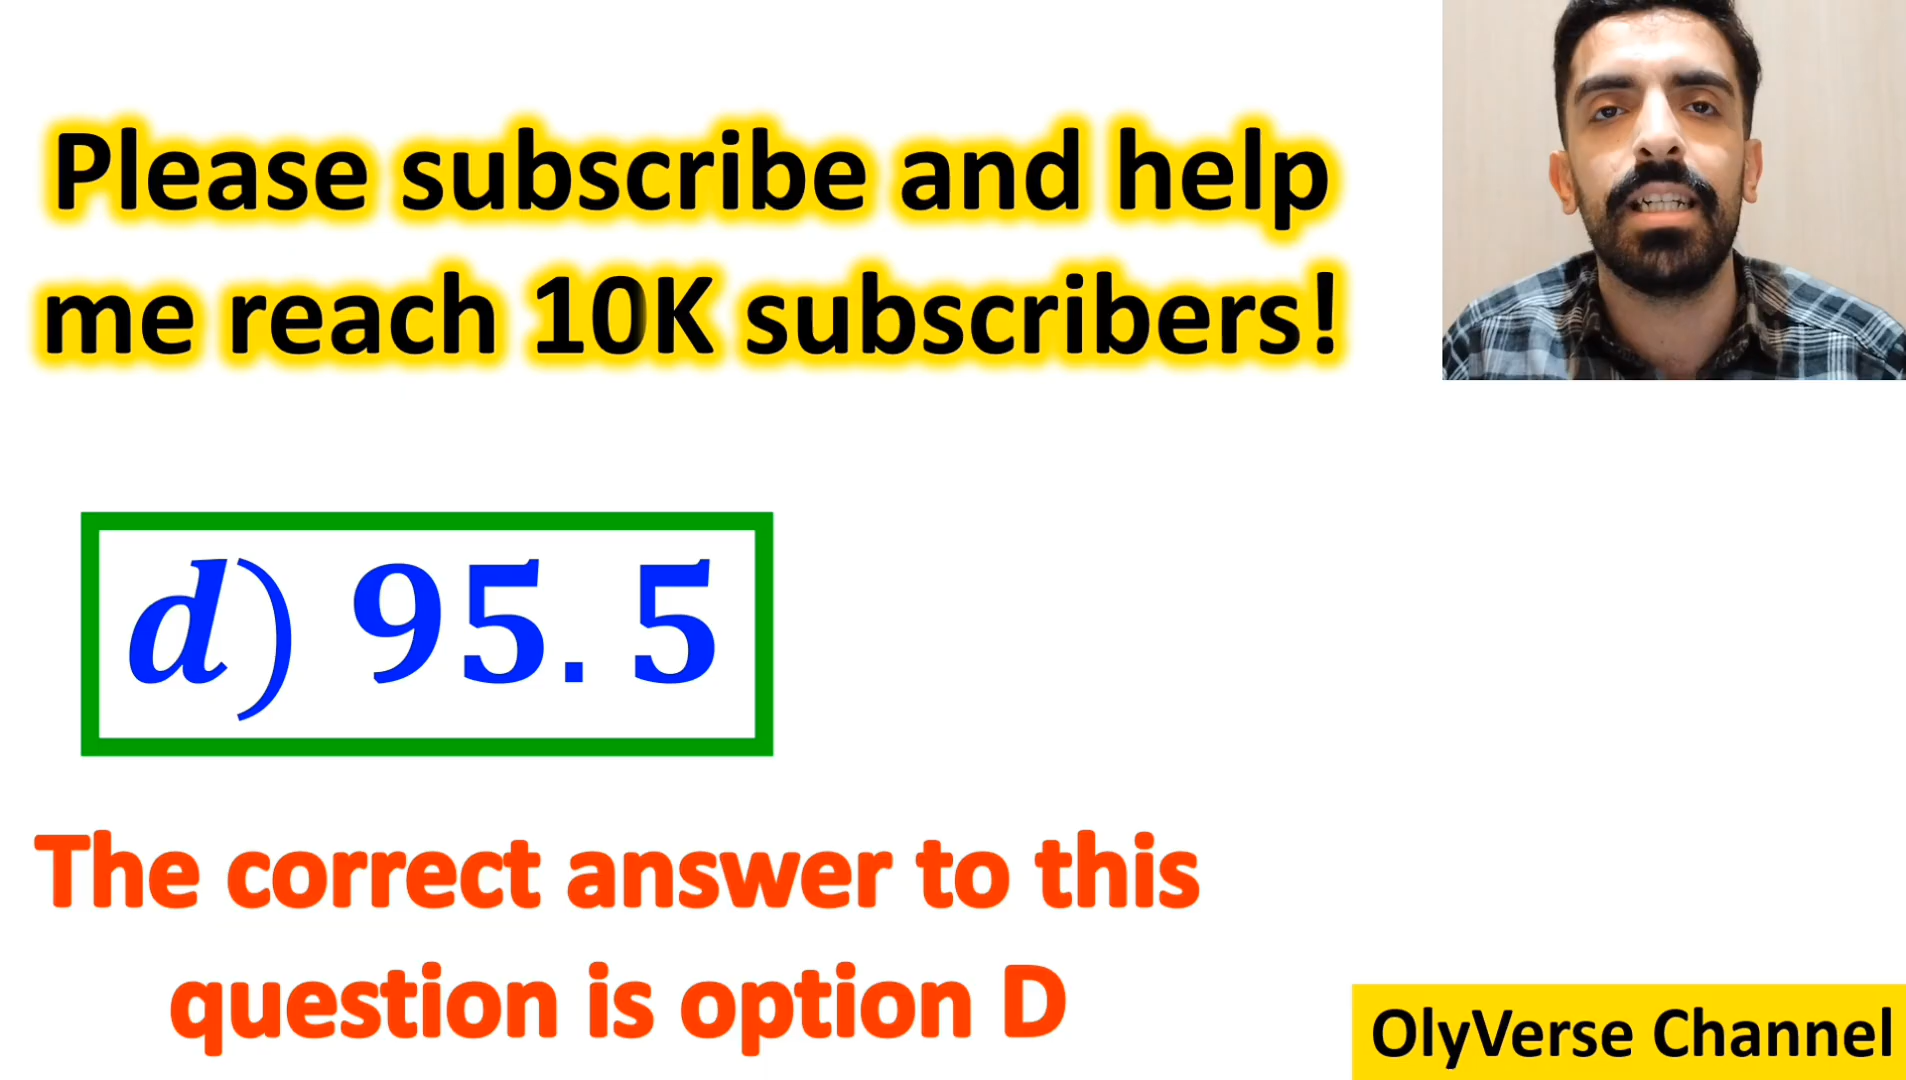 Please subscribe and help
me reach 10K subscribers!
d) 95.5
The correct answer to this
question is option D
OlyVerse Channel